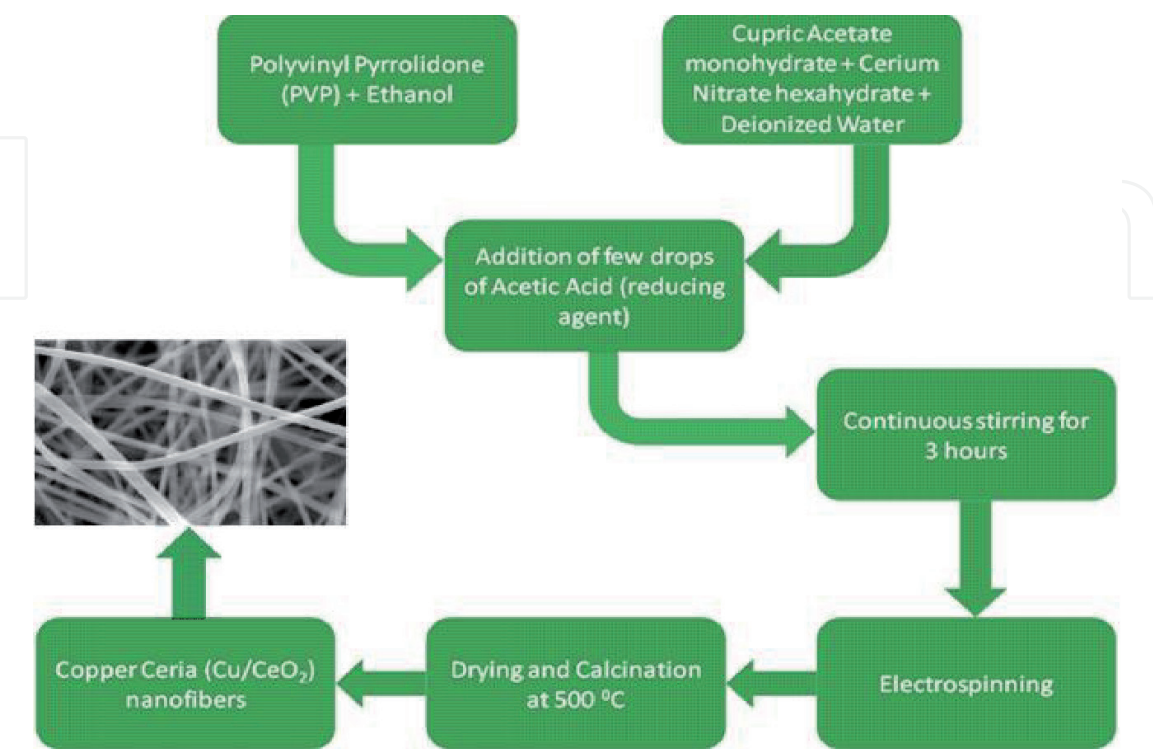 Polyvinyl Pyrrolidone
(PVP) + Ethanol
Cupric Acetate
monohydrate + Cerium
Nitrate hexahydrate +
Deionized Water
Addition of few drops
of Acetic Acid (reducing
agent)
Continuous stirring for
3 hours
Electrospinning
Drying and Calcination
at 500 ⁰C
Copper Ceria (Cu/CeO₂)
nanofibers